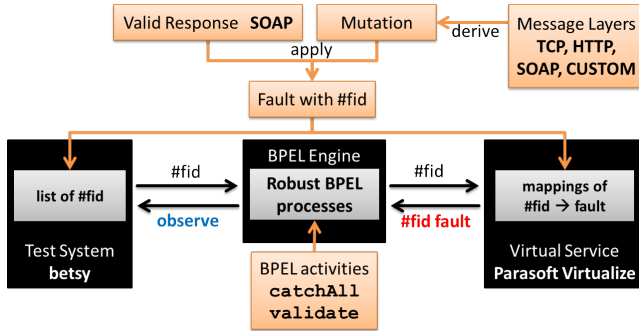 Valid Response SOAP
Mutation
Message Layers
TCP, HTTP,
SOAP, CUSTOM
derive
apply
Fault with #fid
BPEL Engine
list of #fid
#fid
Robust BPEL
processes
#fid
mappings of
#fid → fault
observe
#fid fault
Test System
betsy
Virtual Service
Parasoft Virtualize
BPEL activities
catchAll
validate